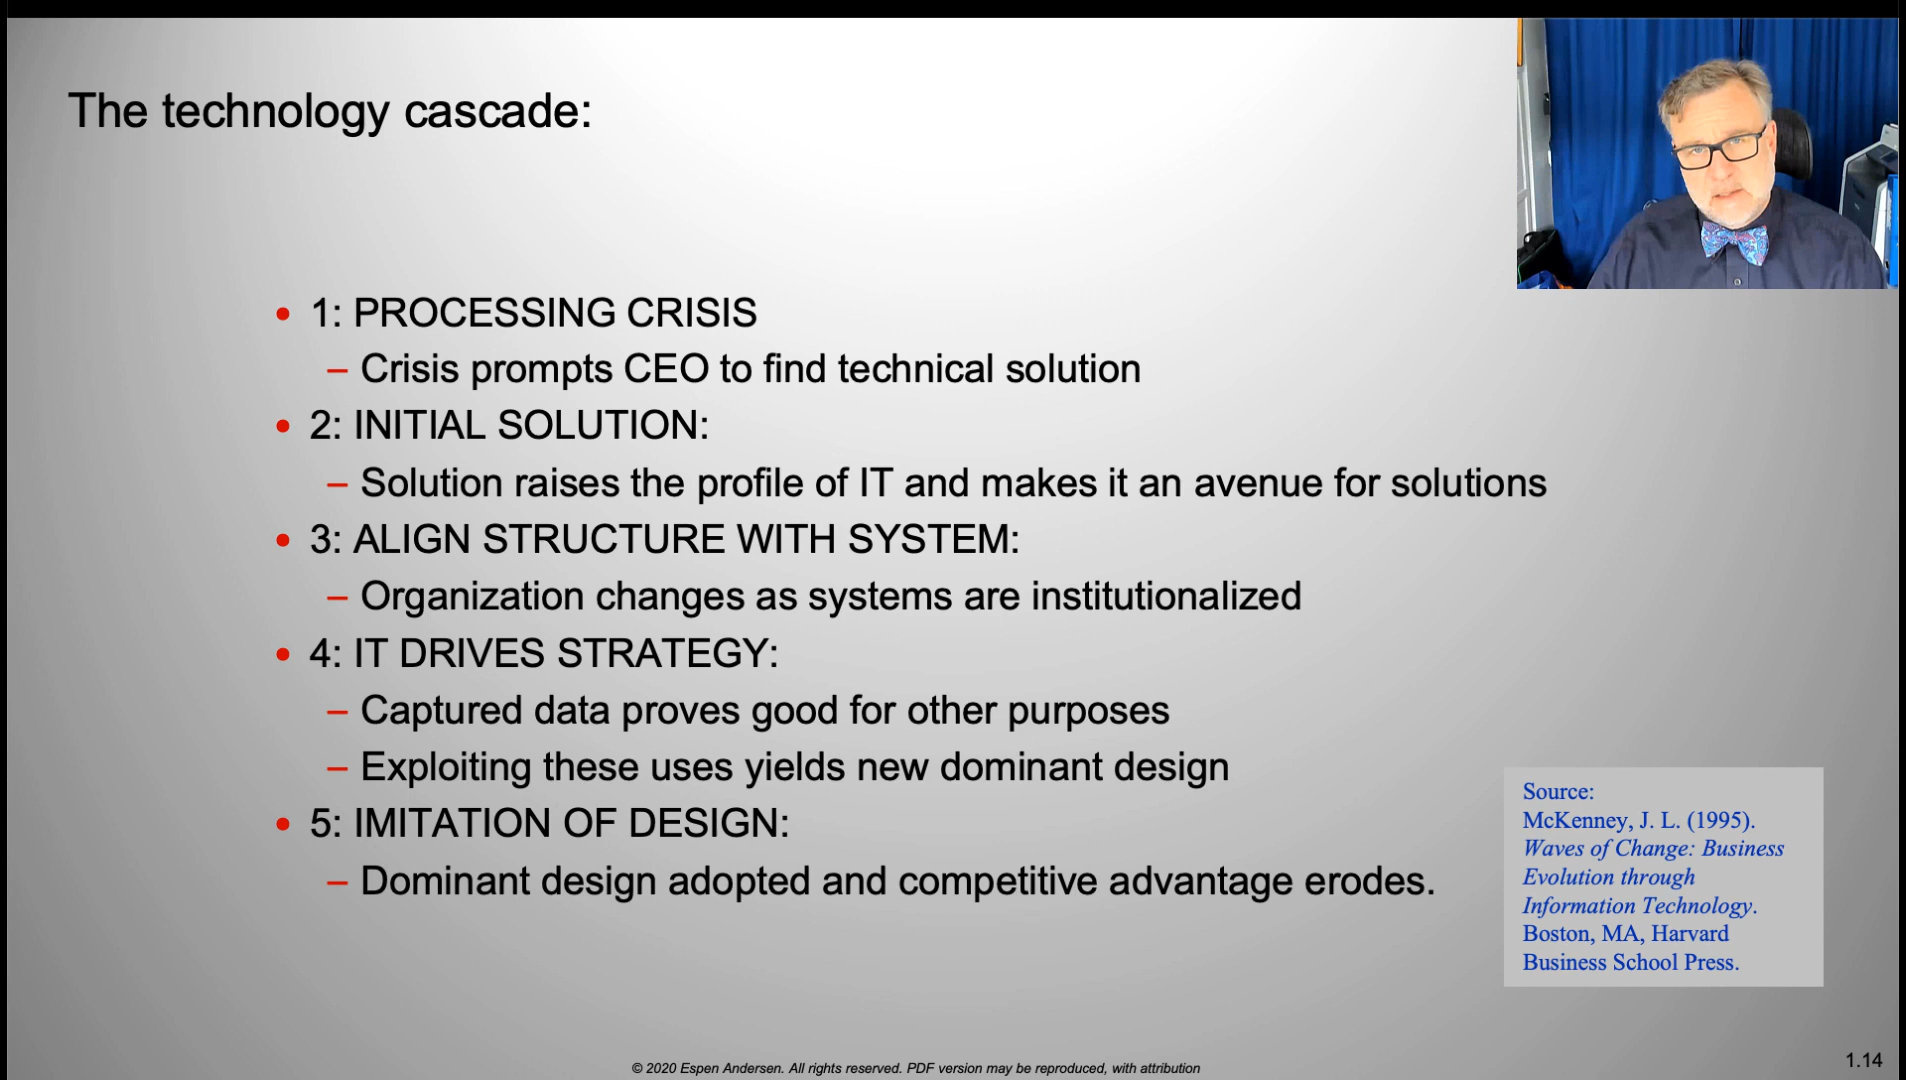 The technology cascade:
• 1: PROCESSING CRISIS
– Crisis prompts CEO to find technical solution
• 2: INITIAL SOLUTION:
– Solution raises the profile of IT and makes it an avenue for solutions
• 3: ALIGN STRUCTURE WITH SYSTEM:
– Organization changes as systems are institutionalized
• 4: IT DRIVES STRATEGY:
– Captured data proves good for other purposes
– Exploiting these uses yields new dominant design
• 5: IMITATION OF DESIGN:
– Dominant design adopted and competitive advantage erodes.
Source:
McKenney, J. L. (1995).
Waves of Change: Business
Evolution through
Information Technology.
Boston, MA, Harvard
Business School Press.
© 2020 Espen Andersen. All rights reserved. PDF version may be reproduced, with attribution
1.14